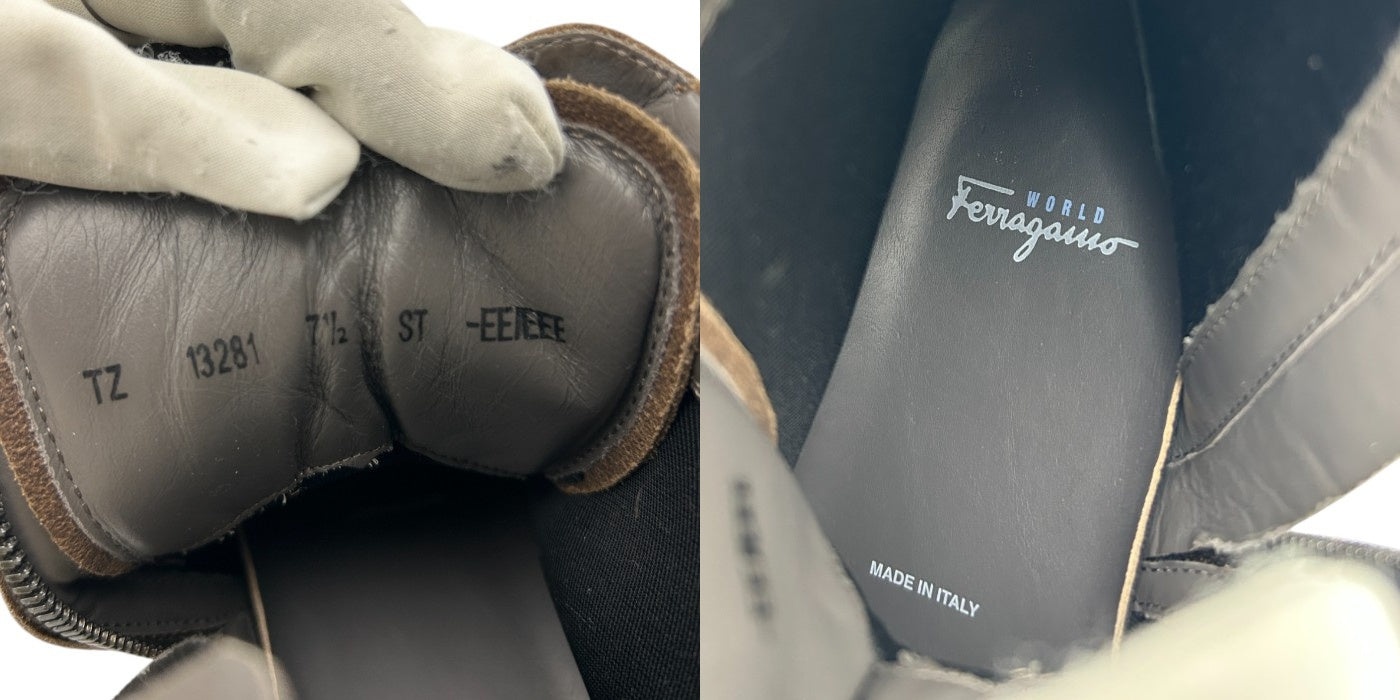 TZ 13281 7½ ST -EE/EEE
WORLD
Ferragamo
MADE IN ITALY